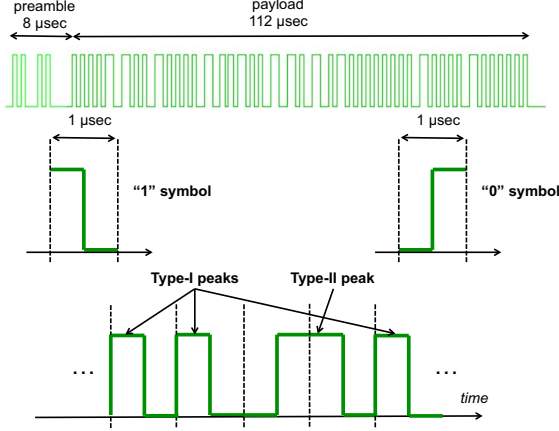 preamble
8 μsec
payload
112 μsec
1 μsec
1 μsec
“1” symbol
“0” symbol
Type-I peaks
Type-II peak
...
...
time